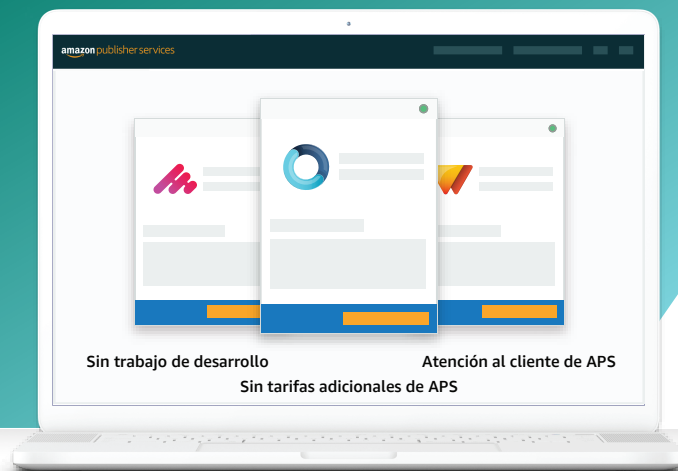 amazon publisher services
Sin trabajo de desarrollo
Atención al cliente de APS
Sin tarifas adicionales de APS